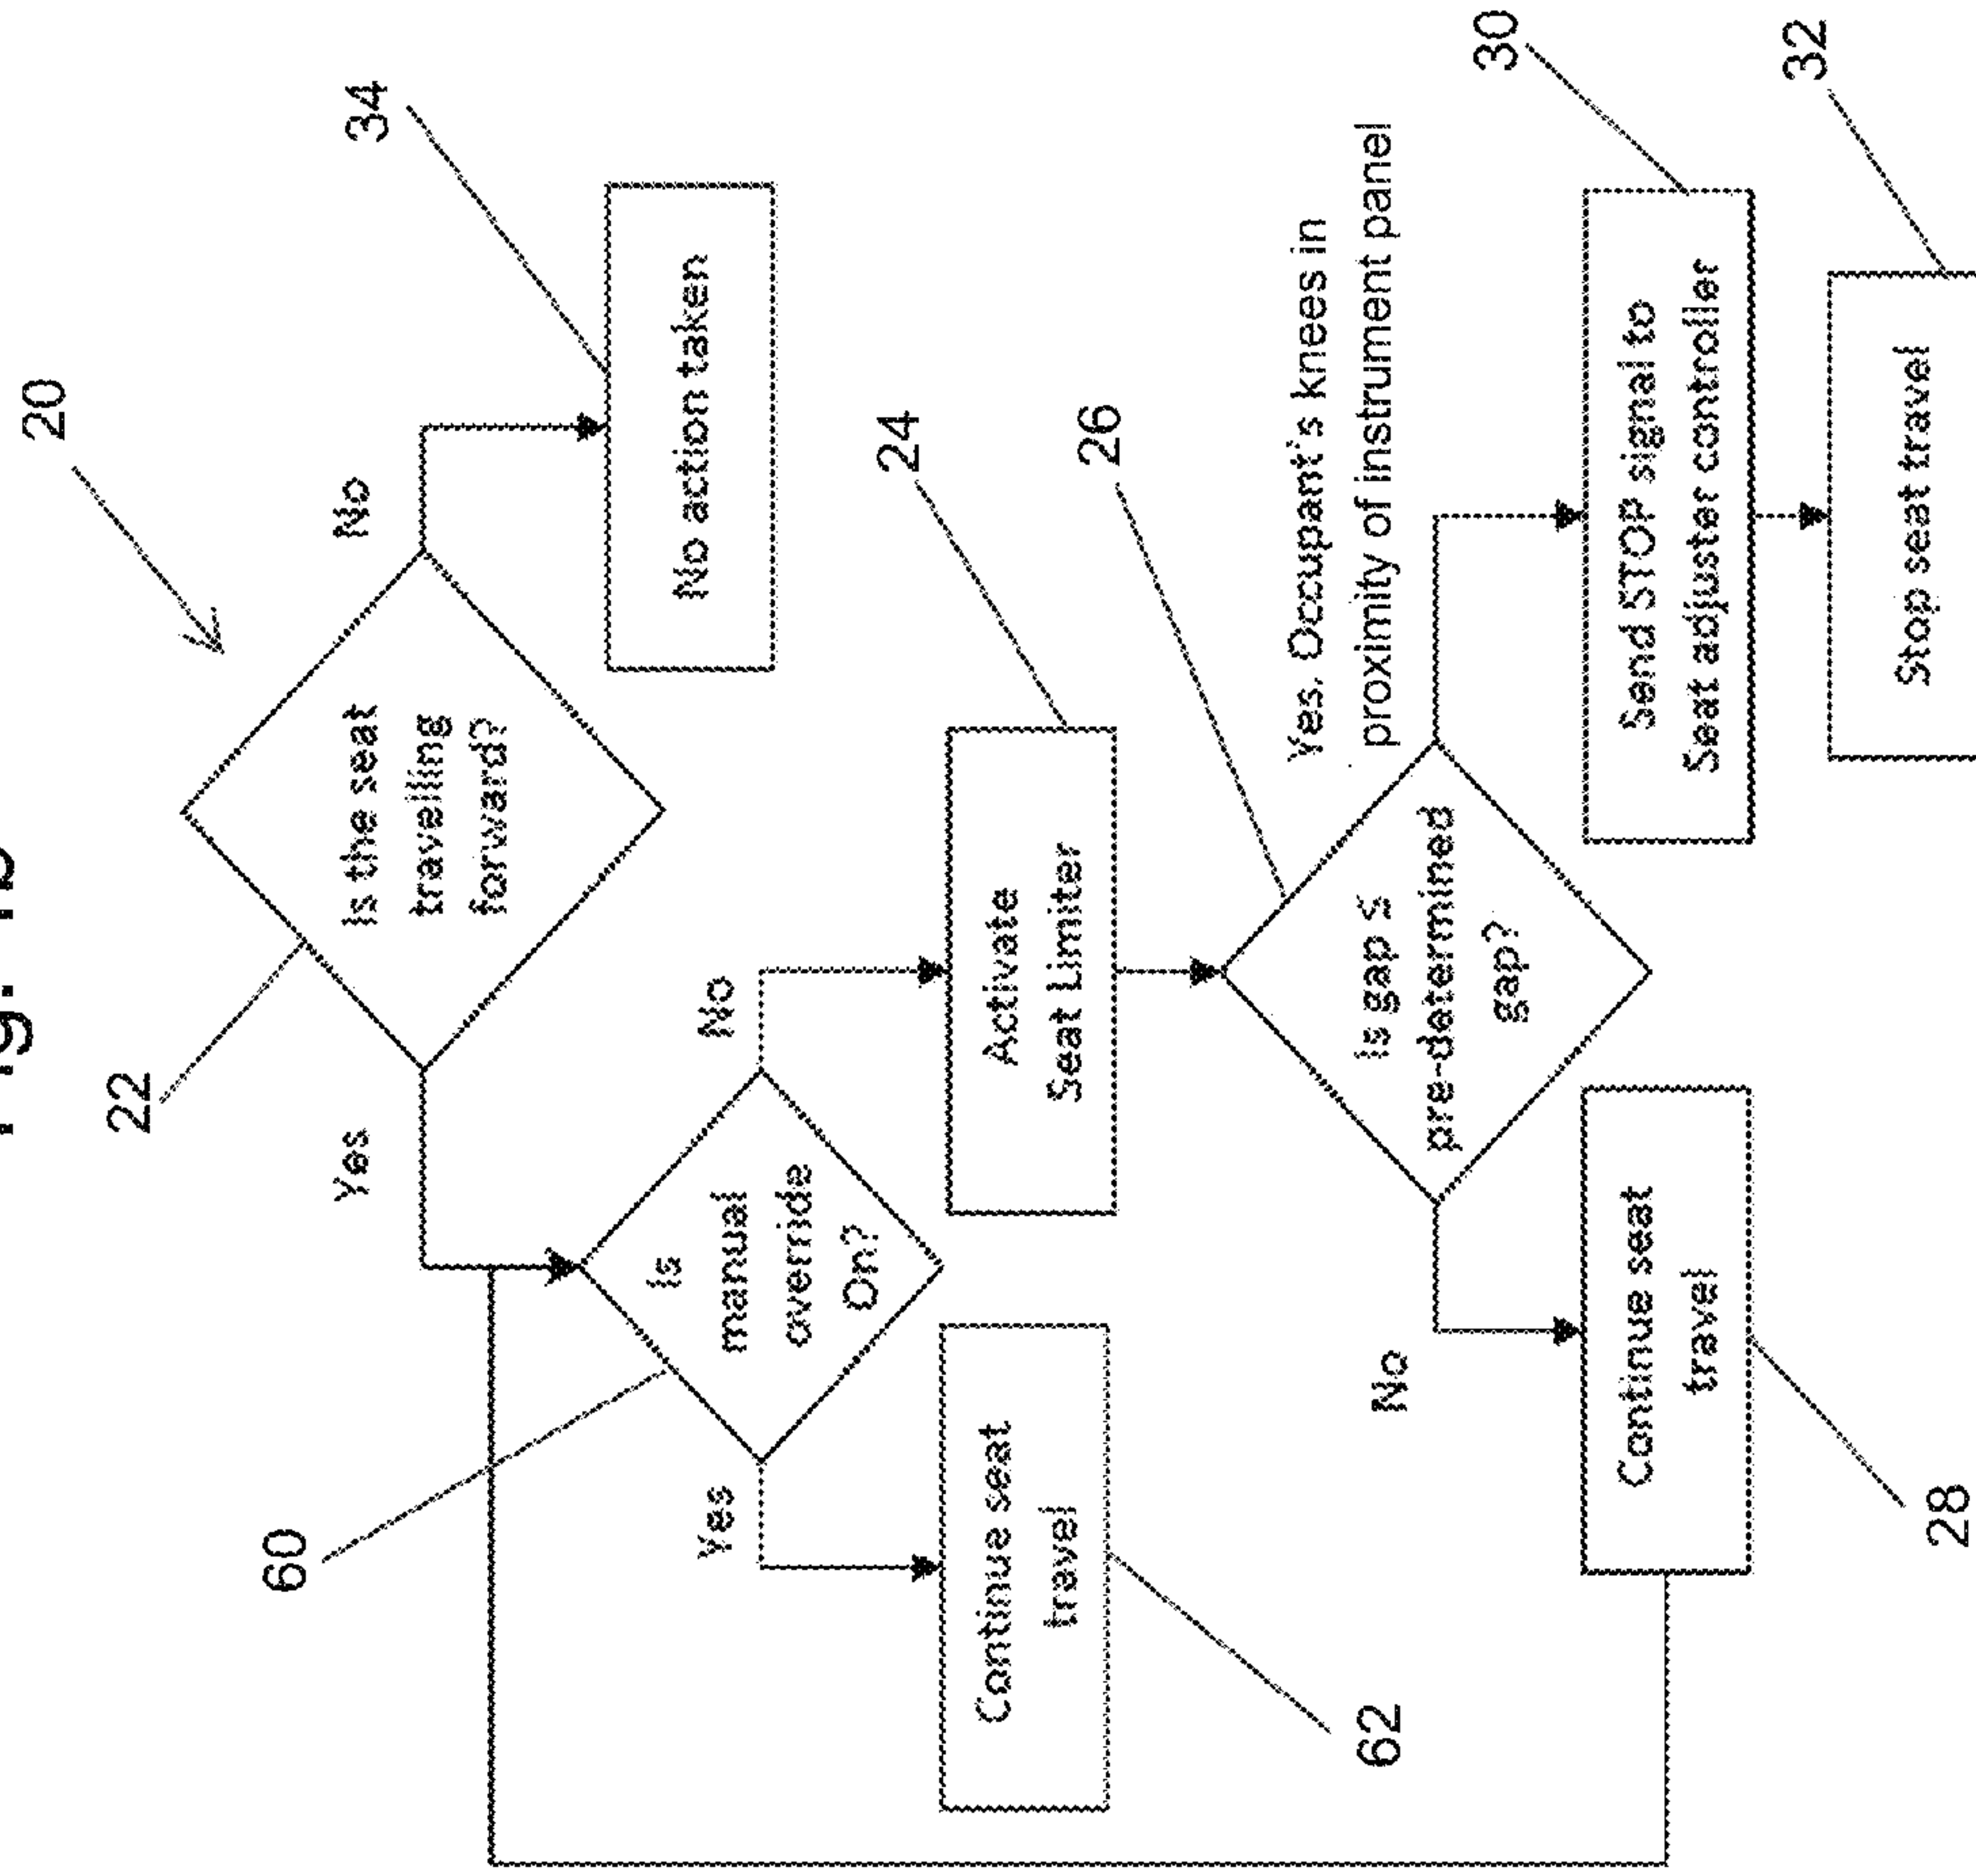 20
22
Is the seat
travelling
forward?
Yes
No
34
No action taken
60
Is
manual
override
On?
Yes
No
24
Continue seat
travel
62
Activate
Seat Limiter
26
Is gap ≤
pre-determined
gap?
No
Yes. Occupant's knees in
proximity of instrument panel
30
Continue seat
travel
28
Send STOP signal to
Seat adjuster controller
32
Stop seat travel